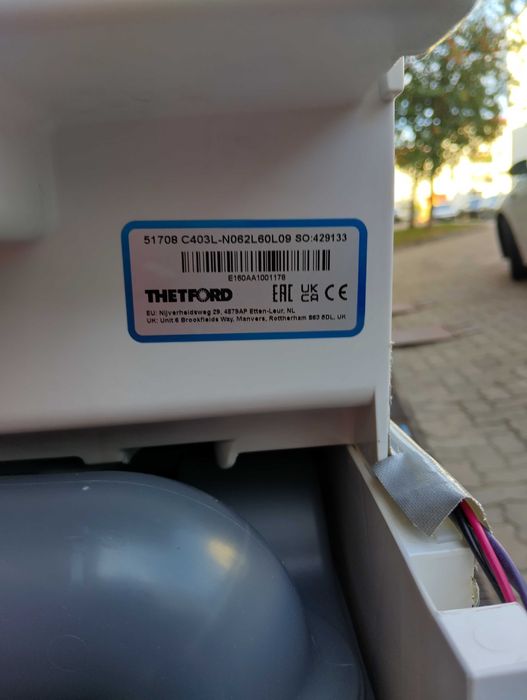 51708 C403L-N062L60L09 SO:429133
E160AA1001178
THETFORD EAC UK CA CE
EU: Nijverheidsweg 29, 4879AP Etten-Leur, NL
UK: Unit 6 Brookfields Way, Manvers, Rottherham S63 5DL, UK